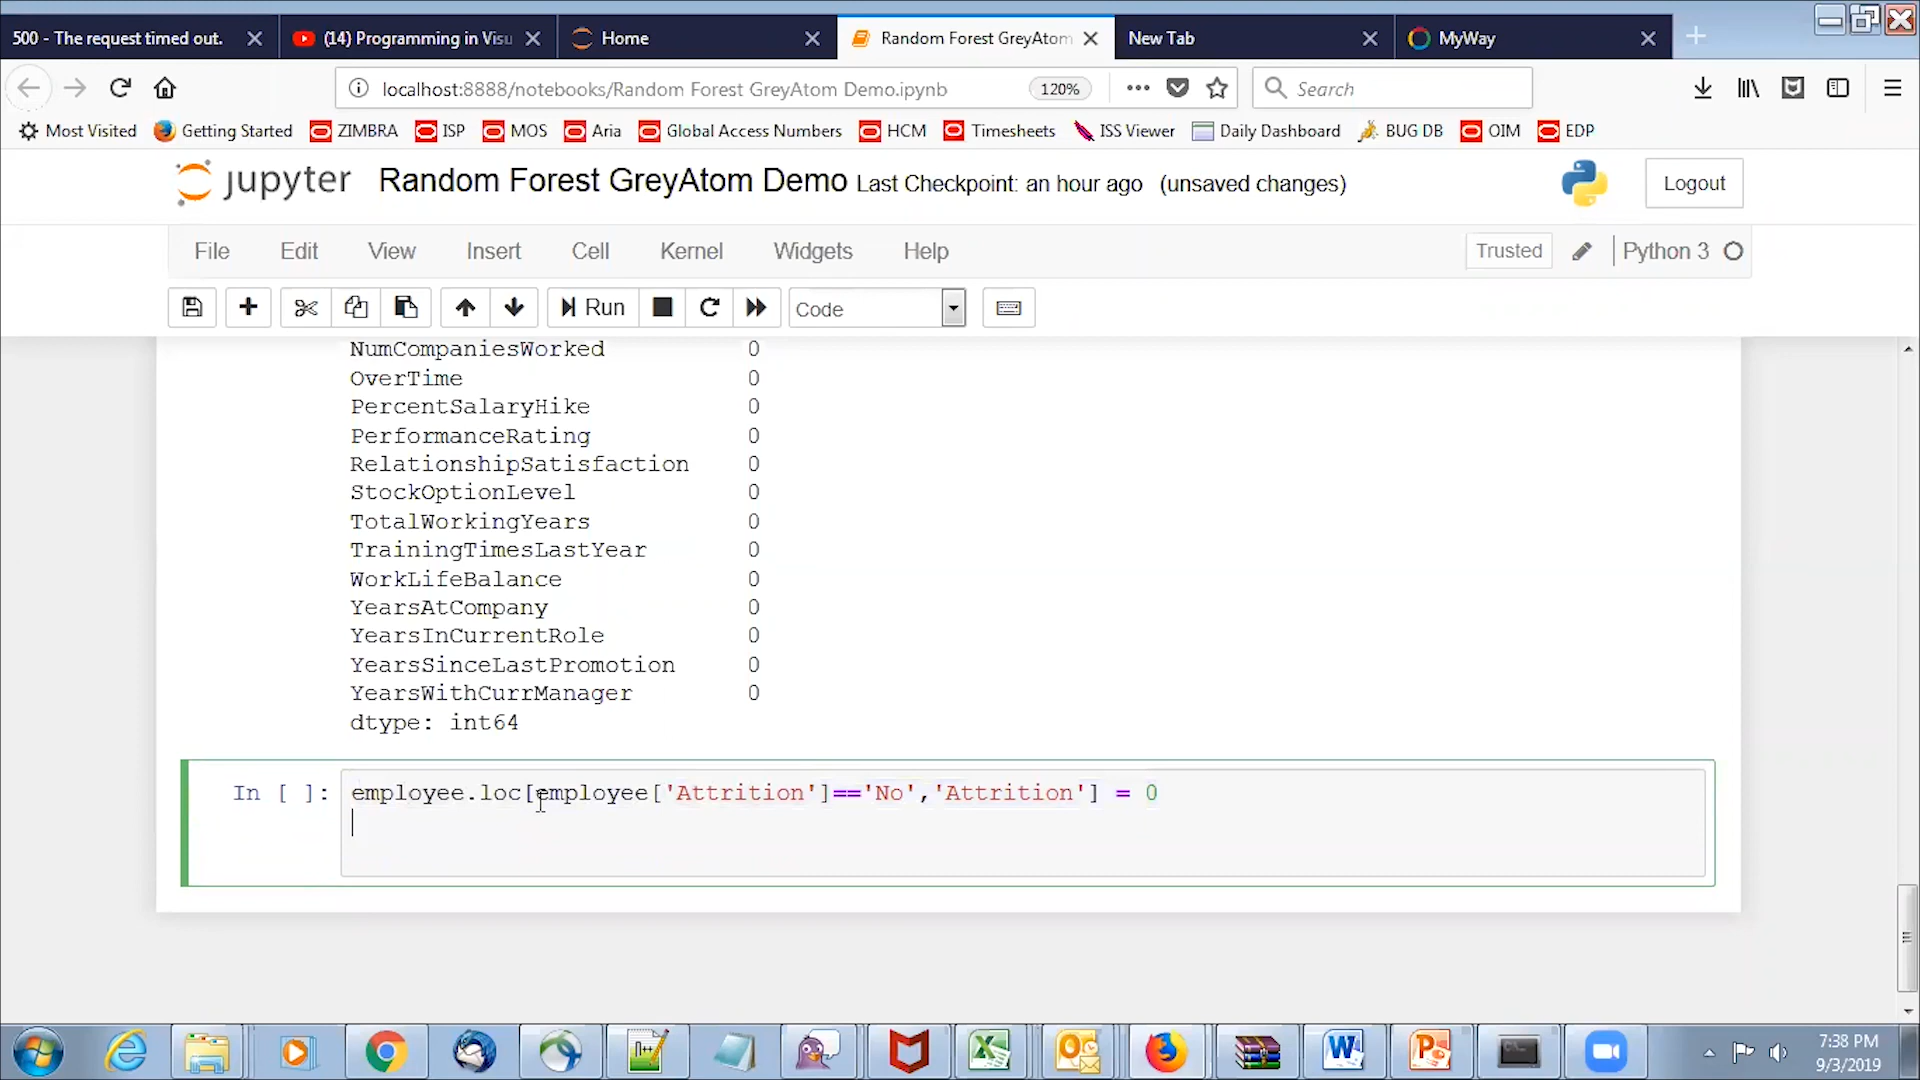 500 - The request timed out.
(14) Programming in Visu
Home
Random Forest GreyAtom
New Tab
MyWay
localhost:8888/notebooks/Random Forest GreyAtom Demo.ipynb
120%
Search
Most Visited
Getting Started
ZIMBRA
ISP
MOS
Aria
Global Access Numbers
HCM
Timesheets
ISS Viewer
Daily Dashboard
BUG DB
OIM
EDP
jupyter
Random Forest GreyAtom Demo
Last Checkpoint: an hour ago
(unsaved changes)
Logout
File
Edit
View
Insert
Cell
Kernel
Widgets
Help
Trusted
Python 3
Run
Code
NumCompaniesWorked 0
OverTime 0
PercentSalaryHike 0
PerformanceRating 0
RelationshipSatisfaction 0
StockOptionLevel 0
TotalWorkingYears 0
TrainingTimesLastYear 0
WorkLifeBalance 0
YearsAtCompany 0
YearsInCurrentRole 0
YearsSinceLastPromotion 0
YearsWithCurrManager 0
dtype: int64
In [ ]: employee.loc[employee['Attrition']=='No','Attrition'] = 0
7:38 PM
9/3/2019